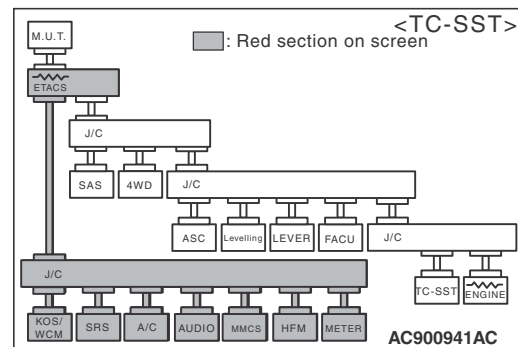 <TC-SST>
M.U.T.
: Red section on screen
ETACS
J/C
SAS
4WD
J/C
ASC
Levelling
LEVER
FACU
J/C
TC-SST
ENGINE
J/C
KOS/
WCM
SRS
A/C
AUDIO
MMCS
HFM
METER
AC900941AC